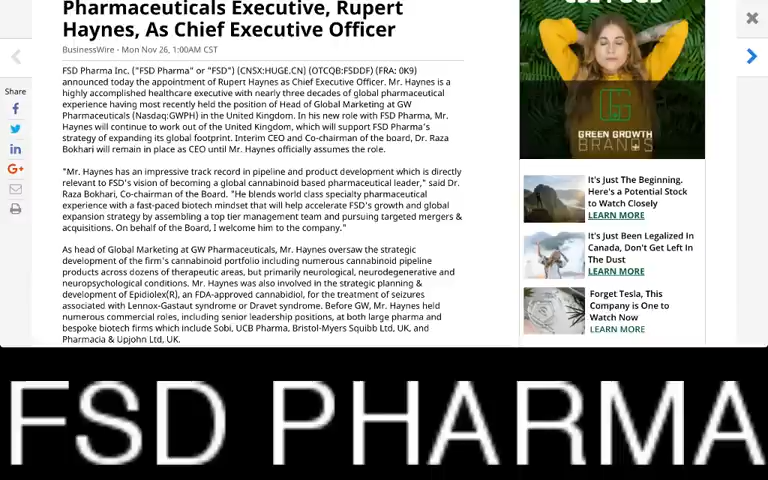 Pharmaceuticals Executive, Rupert
Haynes, As Chief Executive Officer
BusinessWire - Mon Nov 26, 1:00AM CST
FSD Pharma Inc. ("FSD Pharma" or "FSD") (CNSX:HUGE.CN) (OTCQB:FSDDF) (FRA: 0K9)
announced today the appointment of Rupert Haynes as Chief Executive Officer. Mr. Haynes is a
highly accomplished healthcare executive with nearly three decades of global pharmaceutical
experience having most recently held the position of Head of Global Marketing at GW
Pharmaceuticals (Nasdaq:GWPH) in the United Kingdom. In his new role with FSD Pharma, Mr.
Haynes will continue to work out of the United Kingdom, which will support FSD Pharma's
strategy of expanding its global footprint. Interim CEO and Co-chairman of the board, Dr. Raza
Bokhari will remain in place as CEO until Mr. Haynes officially assumes the role.
"Mr. Haynes has an impressive track record in pipeline and product development which is directly
relevant to FSD's vision of becoming a global cannabinoid based pharmaceutical leader," said Dr.
Raza Bokhari, Co-chairman of the Board. "He blends world class specialty pharmaceutical
experience with a fast-paced biotech mindset that will help accelerate FSD's growth and global
expansion strategy by assembling a top tier management team and pursuing targeted mergers &
acquisitions. On behalf of the Board, I welcome him to the company."
As head of Global Marketing at GW Pharmaceuticals, Mr. Haynes oversaw the strategic
development of the firm's cannabinoid portfolio including numerous cannabinoid pipeline
products across dozens of therapeutic areas, but primarily neurological, neurodegenerative and
neuropsychological conditions. Mr. Haynes was also involved in the strategic planning &
development of Epidiolex(R), an FDA-approved cannabidiol, for the treatment of seizures
associated with Lennox-Gastaut syndrome or Dravet syndrome. Before GW, Mr. Haynes held
numerous commercial roles, including senior leadership positions, at both large pharma and
bespoke biotech firms which include Sobi, UCB Pharma, Bristol-Myers Squibb Ltd, UK, and
Pharmacia & Upjohn Ltd, UK.
Share
GREEN GROWTH
BRANDS
It's Just The Beginning.
Here's a Potential Stock
to Watch Closely
LEARN MORE
It's Just Been Legalized In
Canada, Don't Get Left In
The Dust
LEARN MORE
Forget Tesla, This
Company is One to
Watch Now
LEARN MORE
FSD PHARMA